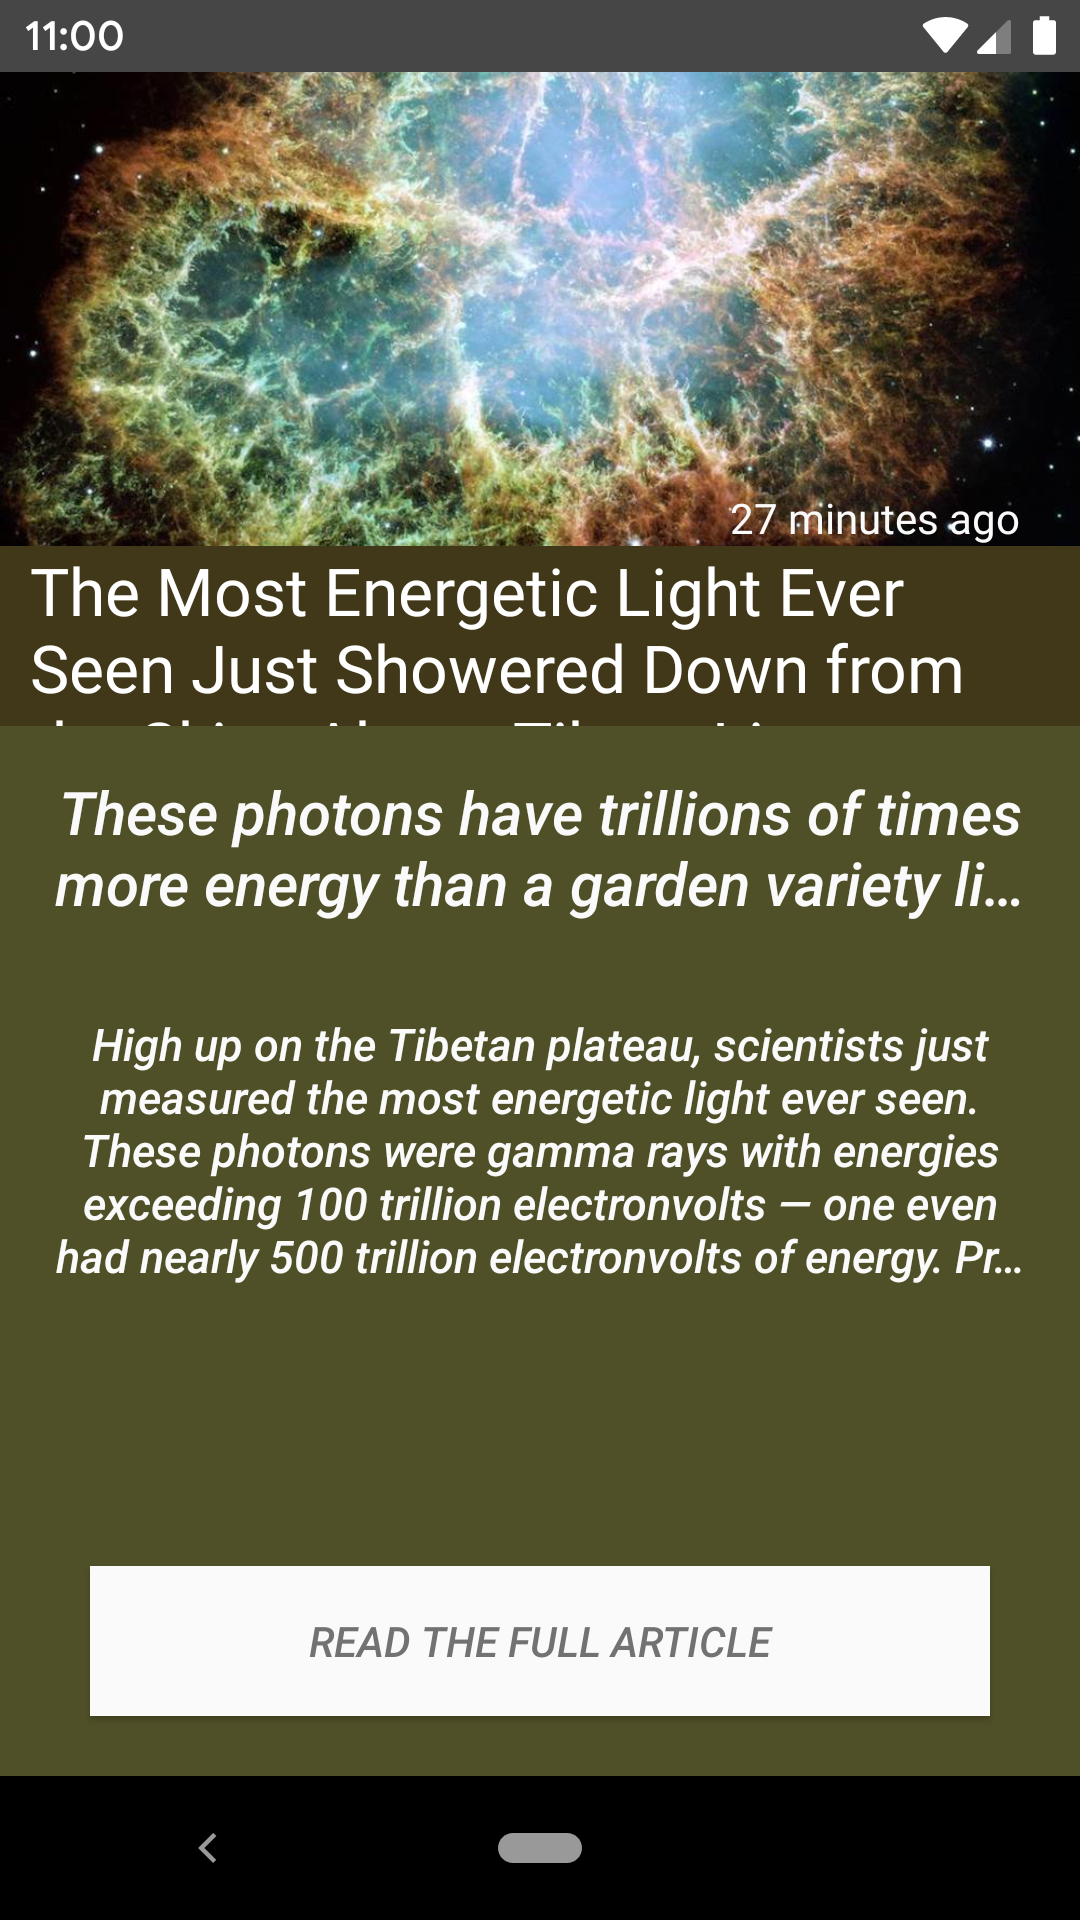 11:00
27 minutes ago
The Most Energetic Light Ever
Seen Just Showered Down from
These photons have trillions of times
more energy than a garden variety li…
High up on the Tibetan plateau, scientists just
measured the most energetic light ever seen.
These photons were gamma rays with energies
exceeding 100 trillion electronvolts — one even
had nearly 500 trillion electronvolts of energy. Pr…
READ THE FULL ARTICLE